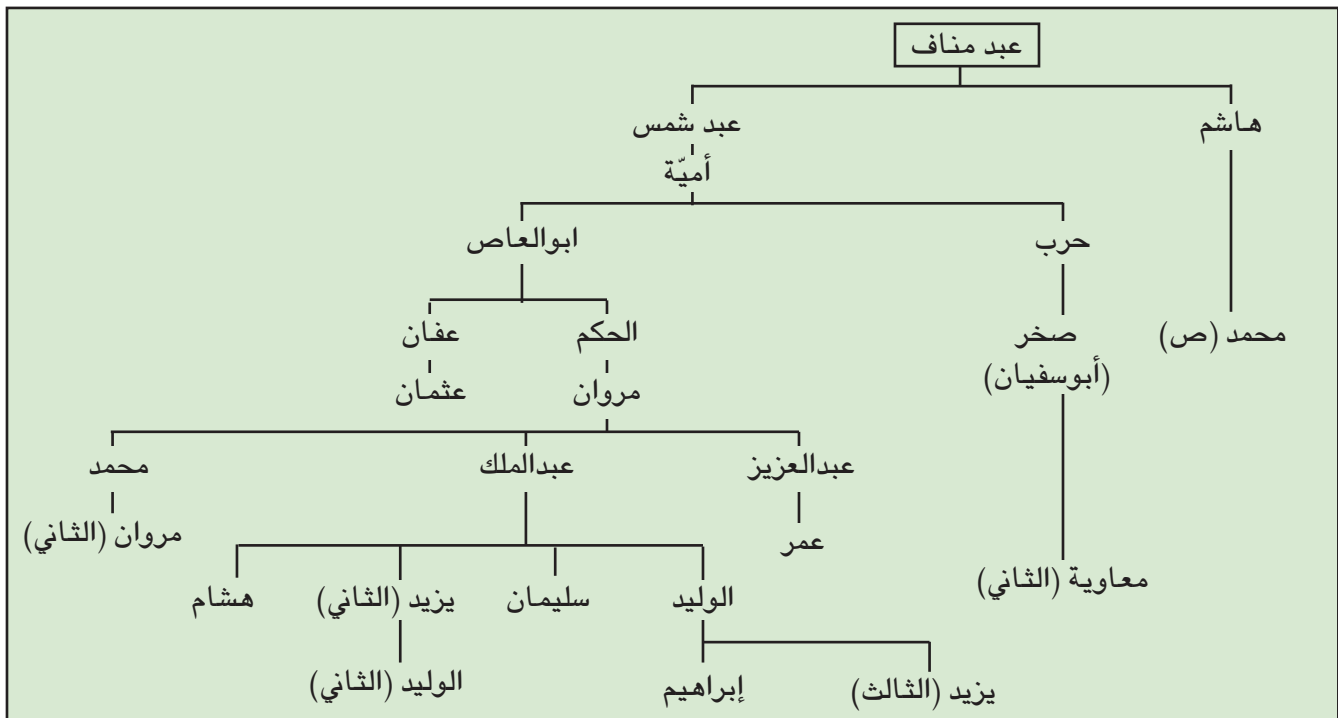 عبد مناف
هاشم
عبد شمس
أميّة
حرب
ابوالعاص
صخر
(أبوسفيان)
محمد (ص)
الحكم
عفان
مروان
عثمان
عبدالعزيز
عبدالملك
محمد
عمر
مروان (الثاني)
معاوية (الثاني)
الوليد
سليمان
يزيد (الثاني)
هشام
يزيد (الثالث)
إبراهيم
الوليد (الثاني)